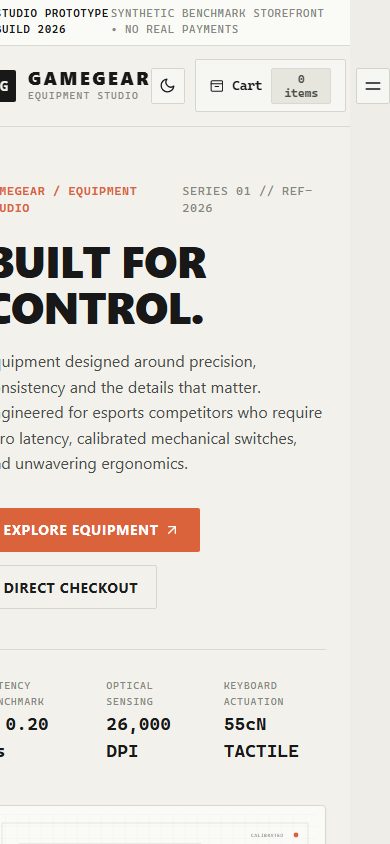 STUDIO PROTOTYPE
BUILD 2026
SYNTHETIC BENCHMARK STOREFRONT
• NO REAL PAYMENTS
G
GAMEGEAR
EQUIPMENT STUDIO
Cart
0
items
MEGEAR / EQUIPMENT
UDIO
SERIES 01 // REF-
2026
BUILT FOR
CONTROL.
quipment designed around precision,
nsistency and the details that matter.
gineered for esports competitors who require
ro latency, calibrated mechanical switches,
d unwavering ergonomics.
EXPLORE EQUIPMENT
DIRECT CHECKOUT
TENCY
NCHMARK
0.20
s
OPTICAL
SENSING
26,000
DPI
KEYBOARD
ACTUATION
55cN
TACTILE
CALIBRATED